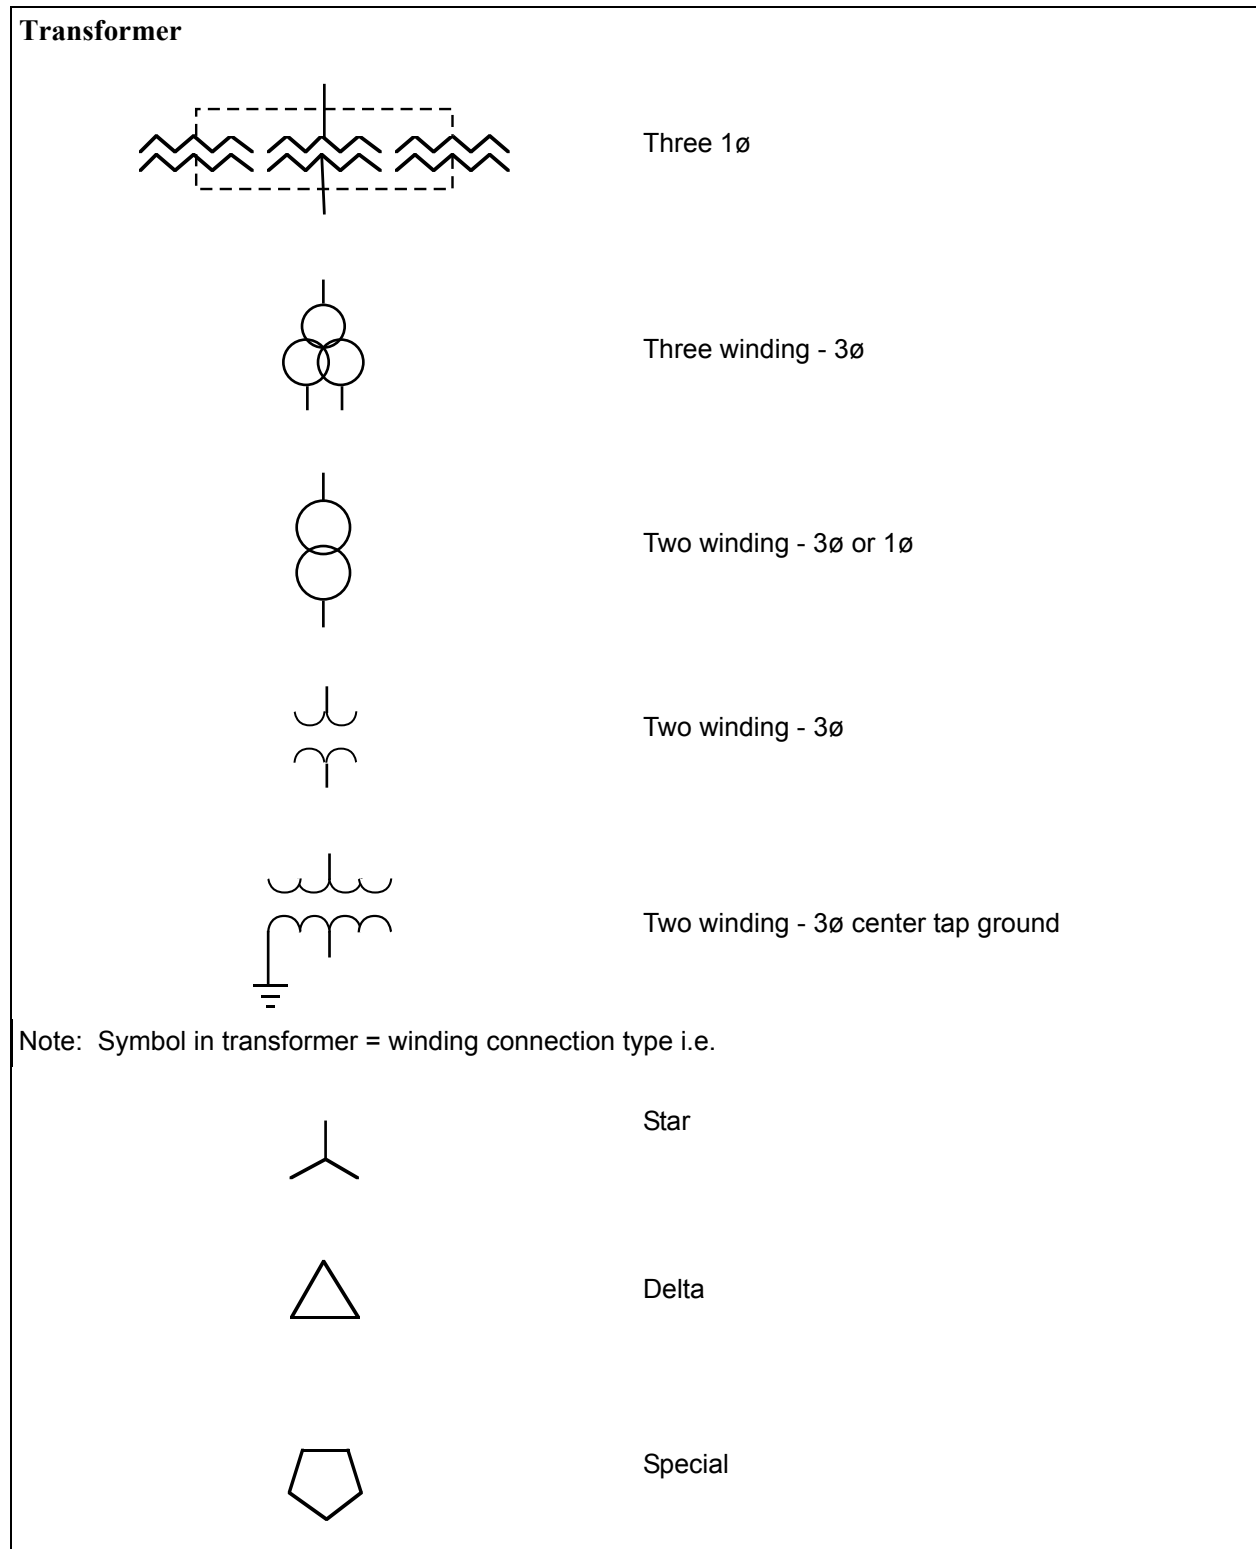 Transformer
Three 1ø
Three winding - 3ø
Two winding - 3ø or 1ø
Two winding - 3ø
Two winding - 3ø center tap ground
Note:  Symbol in transformer = winding connection type i.e.
Star
Delta
Special